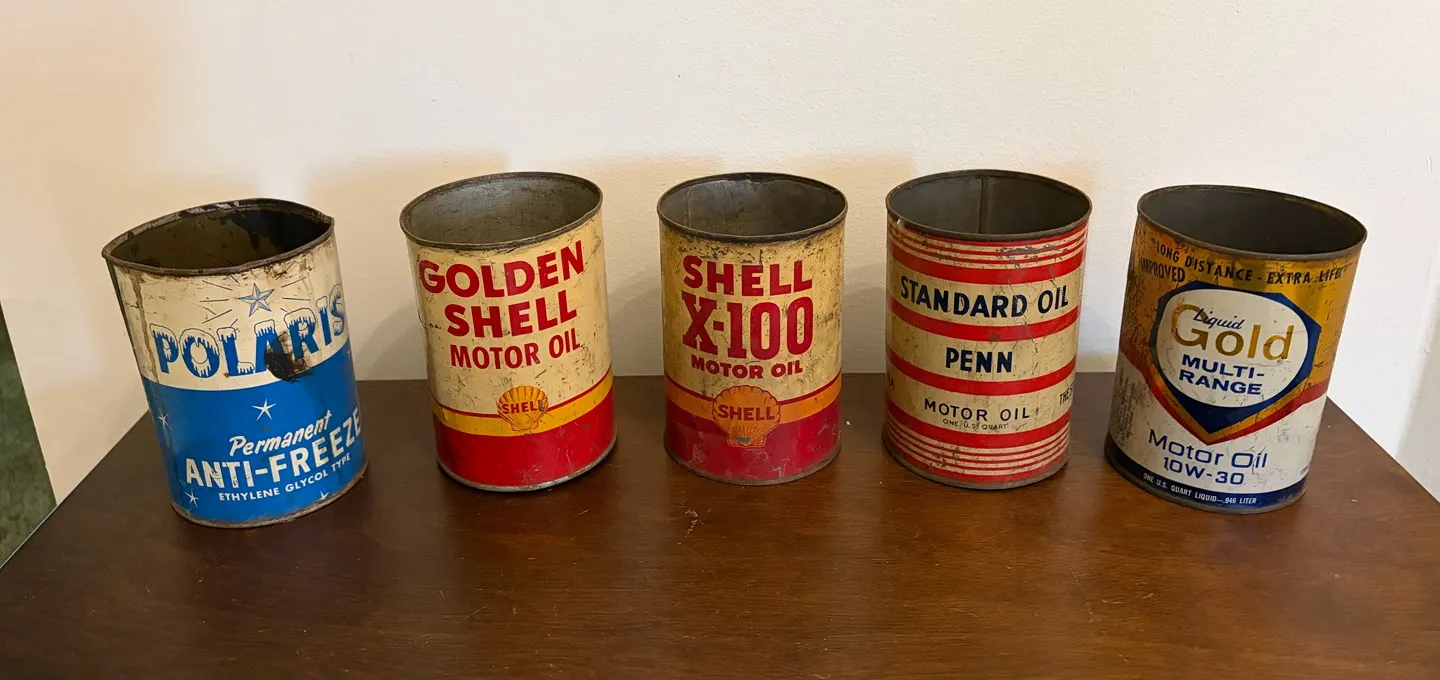 POLARIS
Permanent
ANTI-FREEZE
ETHYLENE GLYCOL TYPE
GOLDEN
SHELL
MOTOR OIL
SHELL
SHELL
X-100
MOTOR OIL
SHELL
STANDARD OIL
PENN
MOTOR OIL
ONE U.S. QUART
LONG DISTANCE - EXTRA LIFE
IMPROVED
Liquid
Gold
MULTI-
RANGE
Motor Oil
10W-30
ONE U.S. QUART LIQUID—.946 LITER